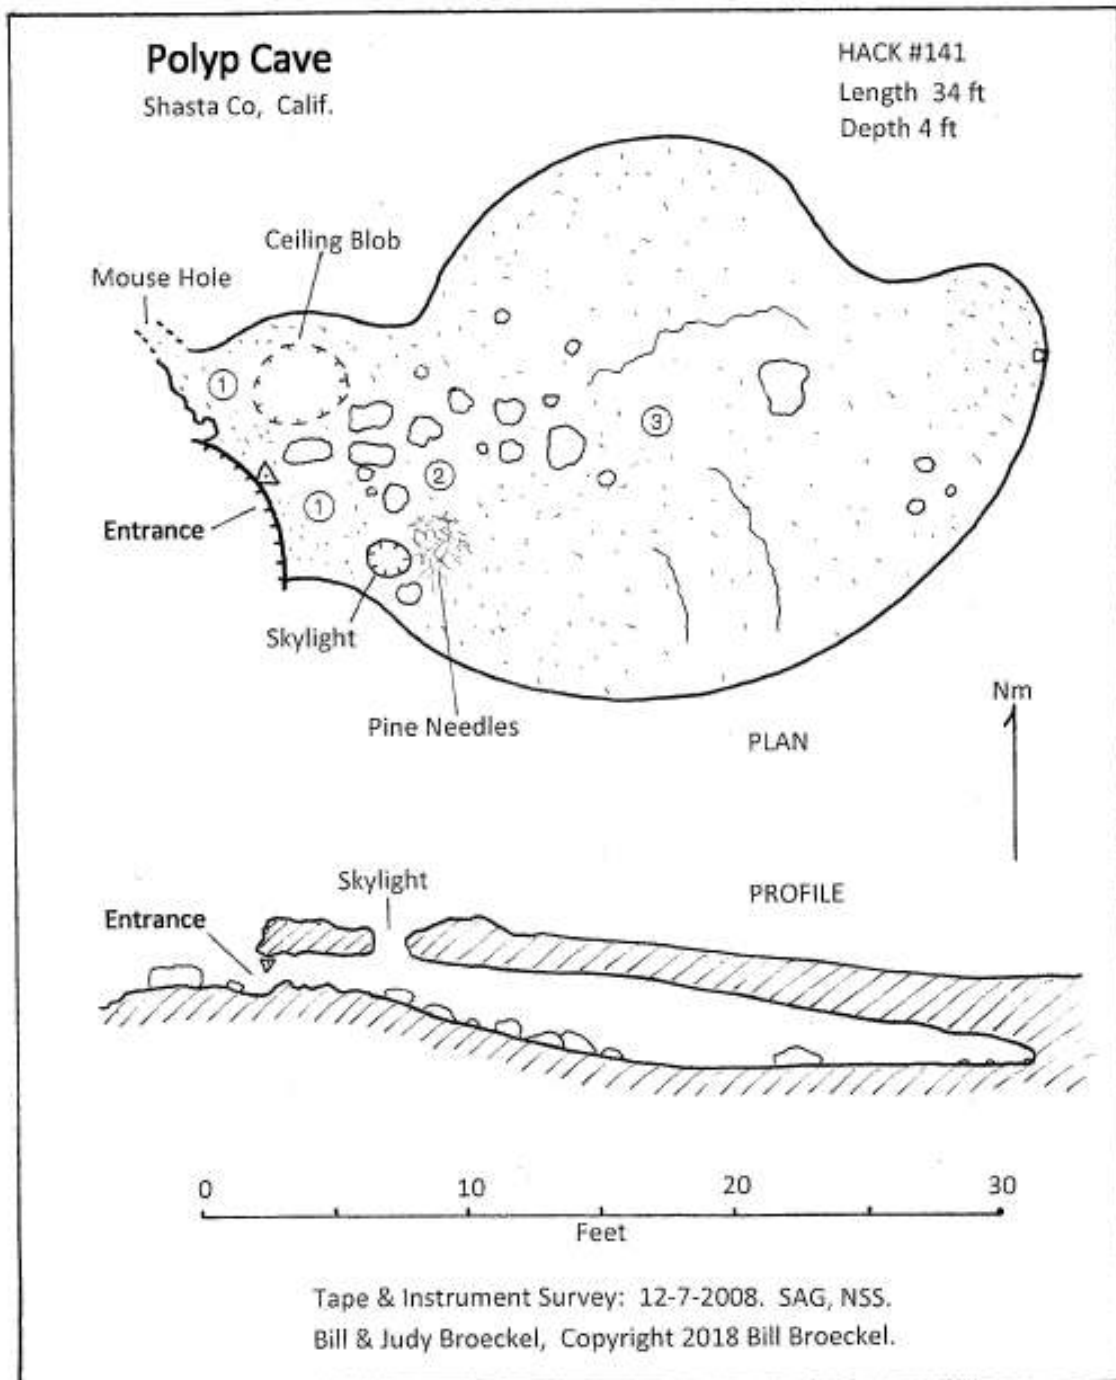 Polyp Cave
Shasta Co, Calif.
HACK #141
Length 34 ft
Depth 4 ft
Ceiling Blob
Mouse Hole
1
3
2
1
Entrance
Skylight
Pine Needles
Nm
PLAN
Skylight
PROFILE
Entrance
0 10 20 30
Feet
Tape & Instrument Survey: 12-7-2008. SAG, NSS.
Bill & Judy Broeckel, Copyright 2018 Bill Broeckel.